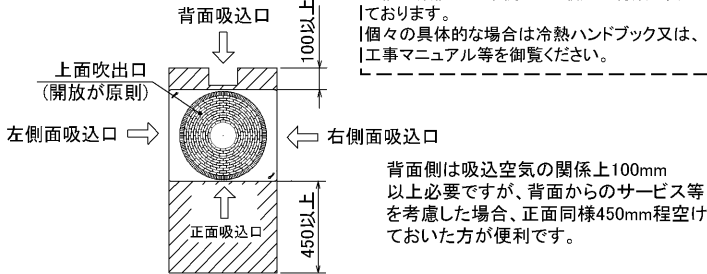 背面吸込口
100以上
ております。
個々の具体的な場合は冷熱ハンドブック又は、
工事マニュアル等を御覧ください。
上面吹出口
(開放が原則)
左側面吸込口
右側面吸込口
背面側は吸込空気の関係上100mm
以上必要ですが、背面からのサービス等
を考慮した場合、正面同様450mm程空け
ておいた方が便利です。
正面吸込口
450以上